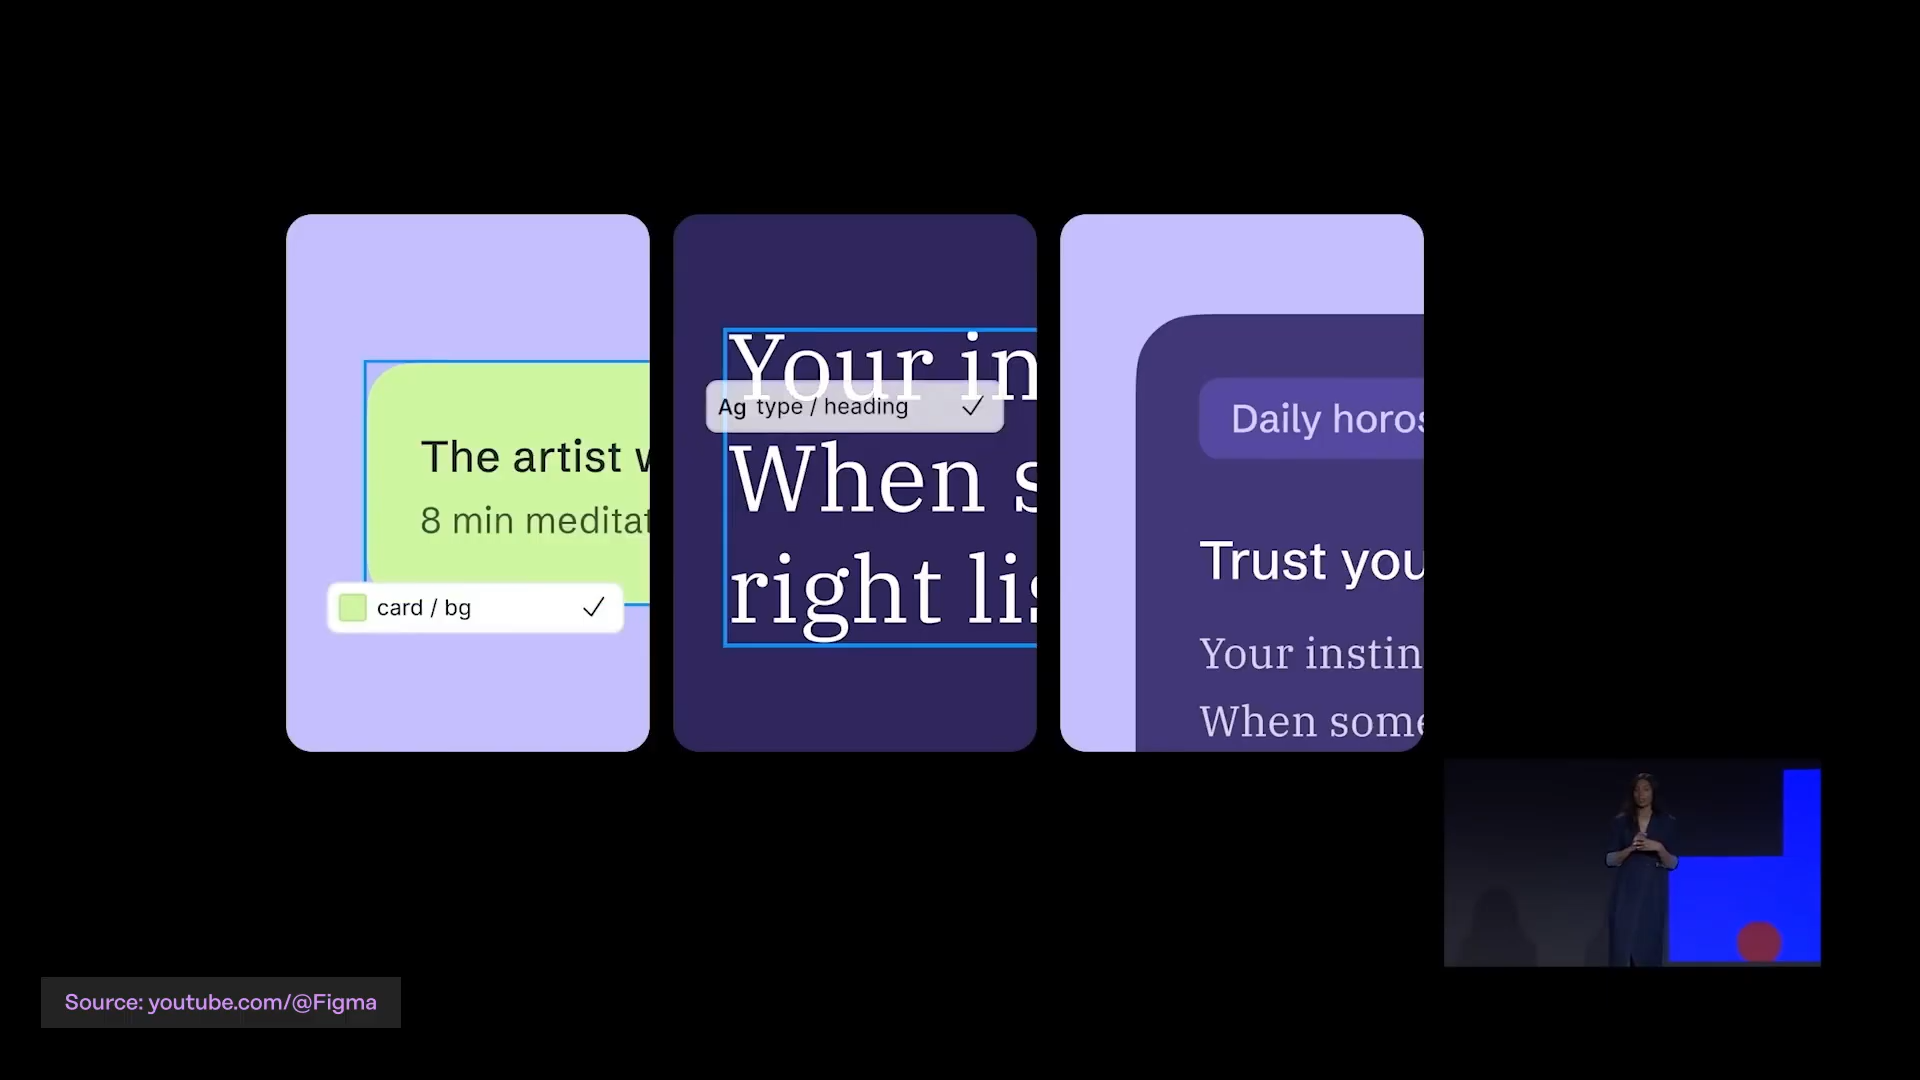 The artist
8 min meditat
card / bg
Your in
Ag type / heading
When s
right lis
Daily horos
Trust you
Your instin
When some
Source: youtube.com/@Figma